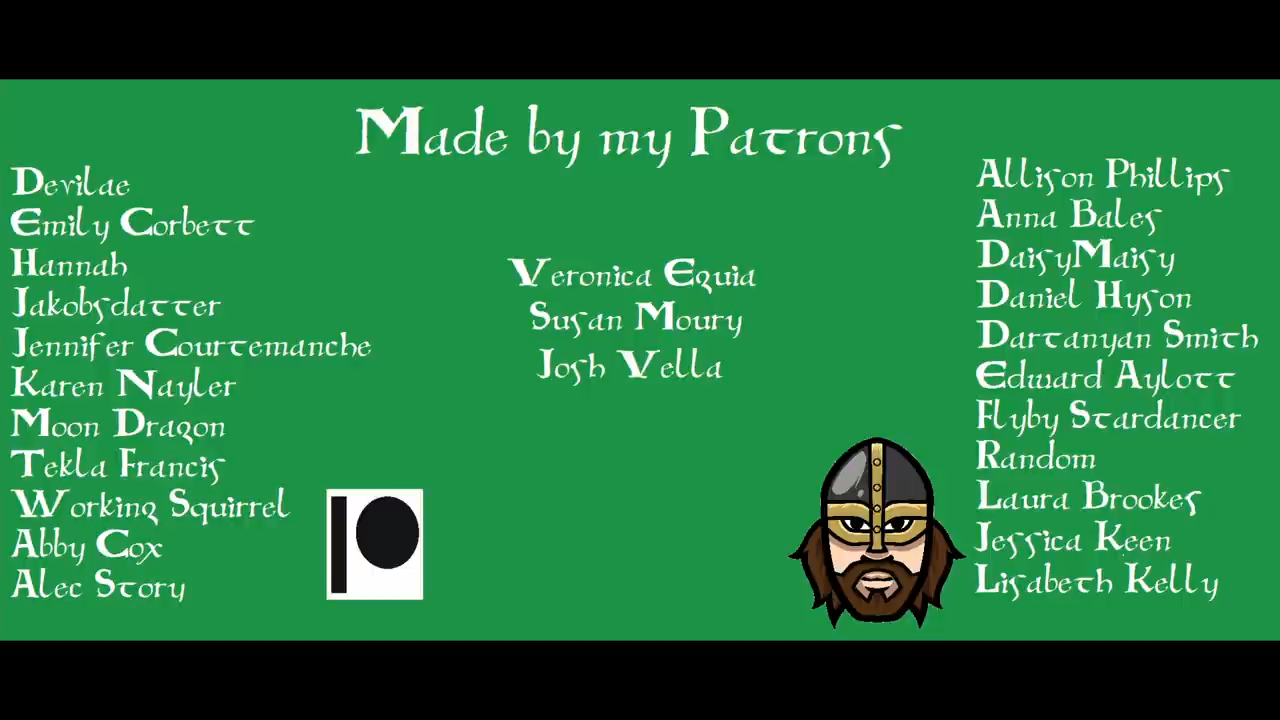 Made by my Patrons
Devilae
Emily Corbett
Hannah
Jakobsdatter
Jennifer Courtemanche
Karen Nayler
Moon Dragon
Tekla Francis
Working Squirrel
Abby Cox
Alec Story
Veronica Eguia
Susan Moury
Josh Vella
Allison Phillips
Anna Bales
DaisyMaisy
Daniel Hyson
Dartanyan Smith
Edward Aylott
Flyby Stardancer
Random
Laura Brookes
Jessica Keen
Lisabeth Kelly